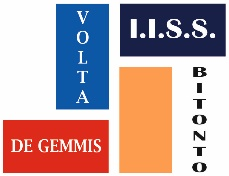 VOLTA
I.I.S.S.
DE GEMMIS
BITONTO